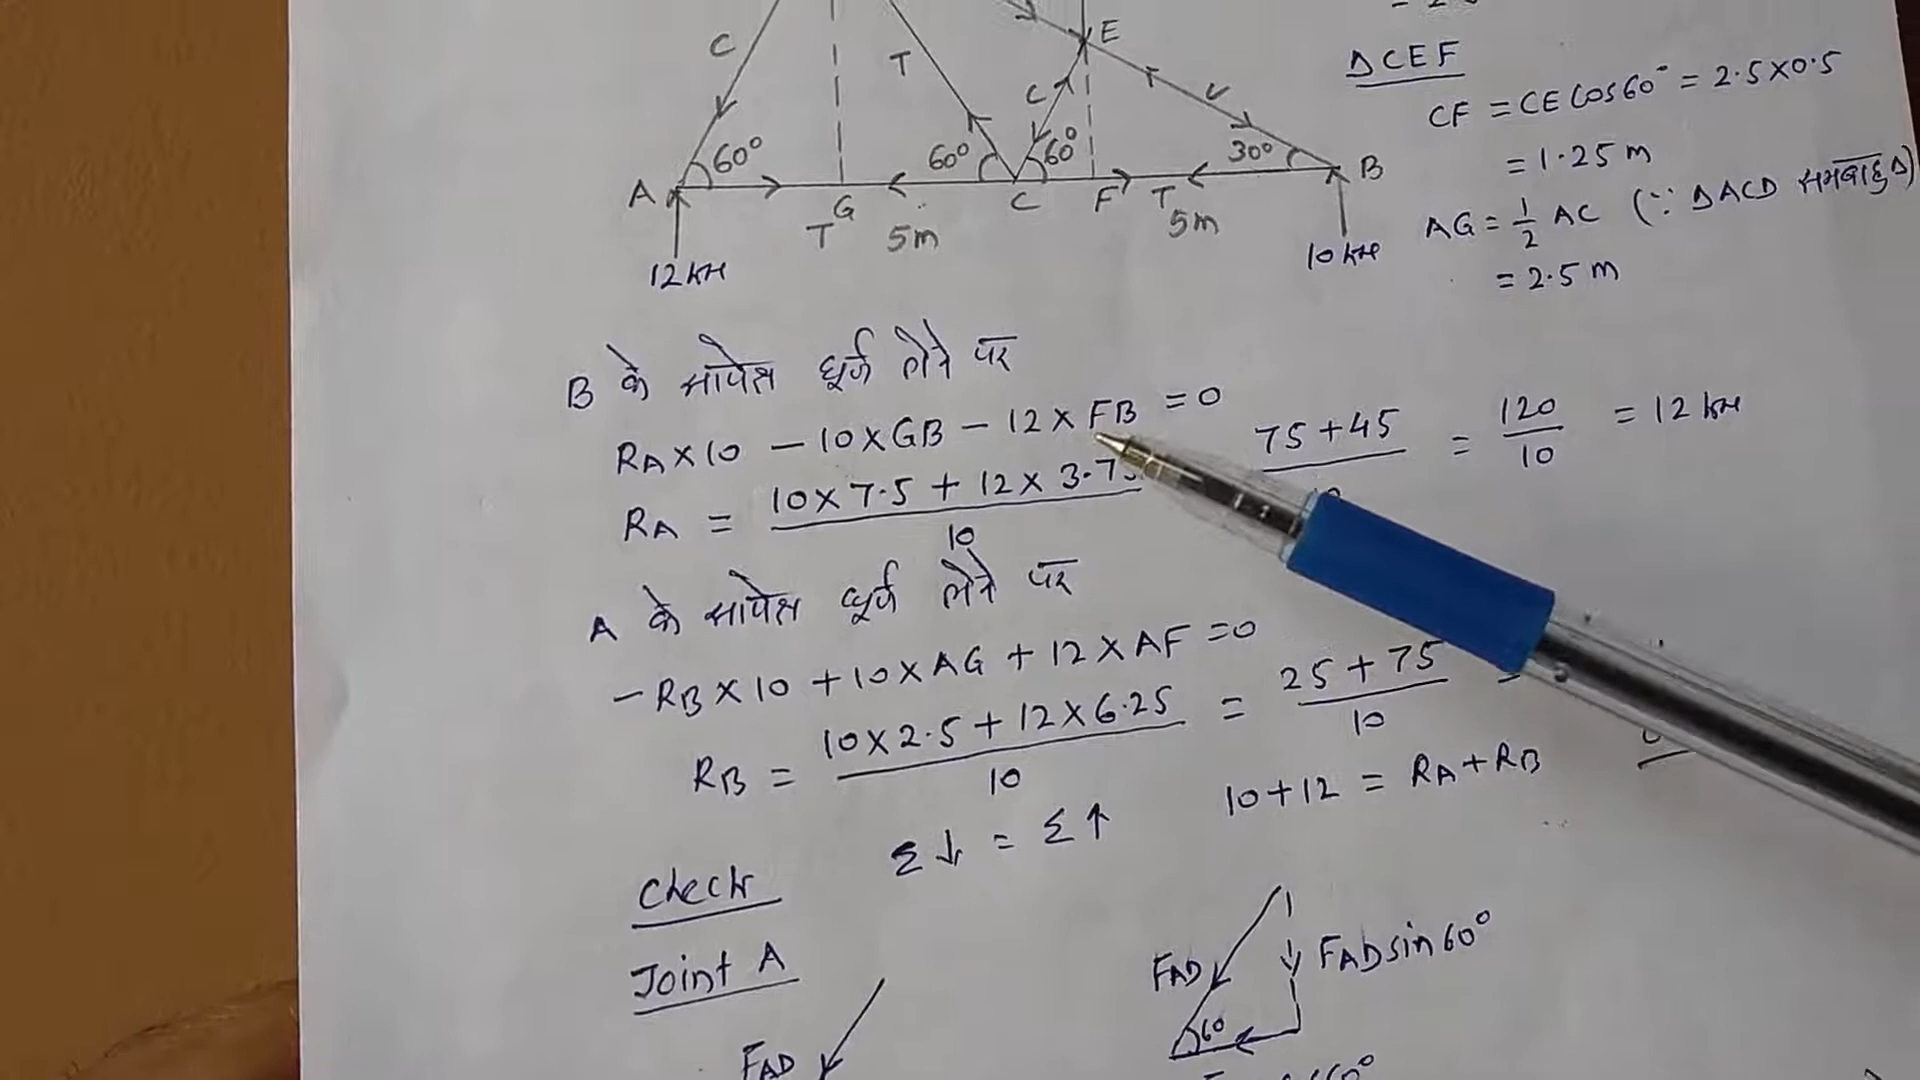 C
T
E
C
T
60°
60°
60°
30°
A
G
C
F
T
B
T
5m
5m
12 kN
10 kN
ΔCEF
CF = CE Cos60° = 2.5×0.5
= 1.25 m
AG = 1/2 AC (∵ ΔACD समबाहु Δ)
= 2.5 m
B के सापेक्ष घूर्ण लेने पर
RA×10 – 10×GB – 12×FB = 0
RA = 10×7.5 + 12×3.75 / 10
75+45
= 120/10 = 12 kN
A के सापेक्ष घूर्ण लेने पर
–RB×10 + 10×AG + 12×AF = 0
RB = 10×2.5 + 12×6.25 / 10 = 25 + 75 / 10
Check
Σ↓ = Σ↑
10+12 = RA+RB
Joint A
FAD
FAD
FAD sin 60°
60